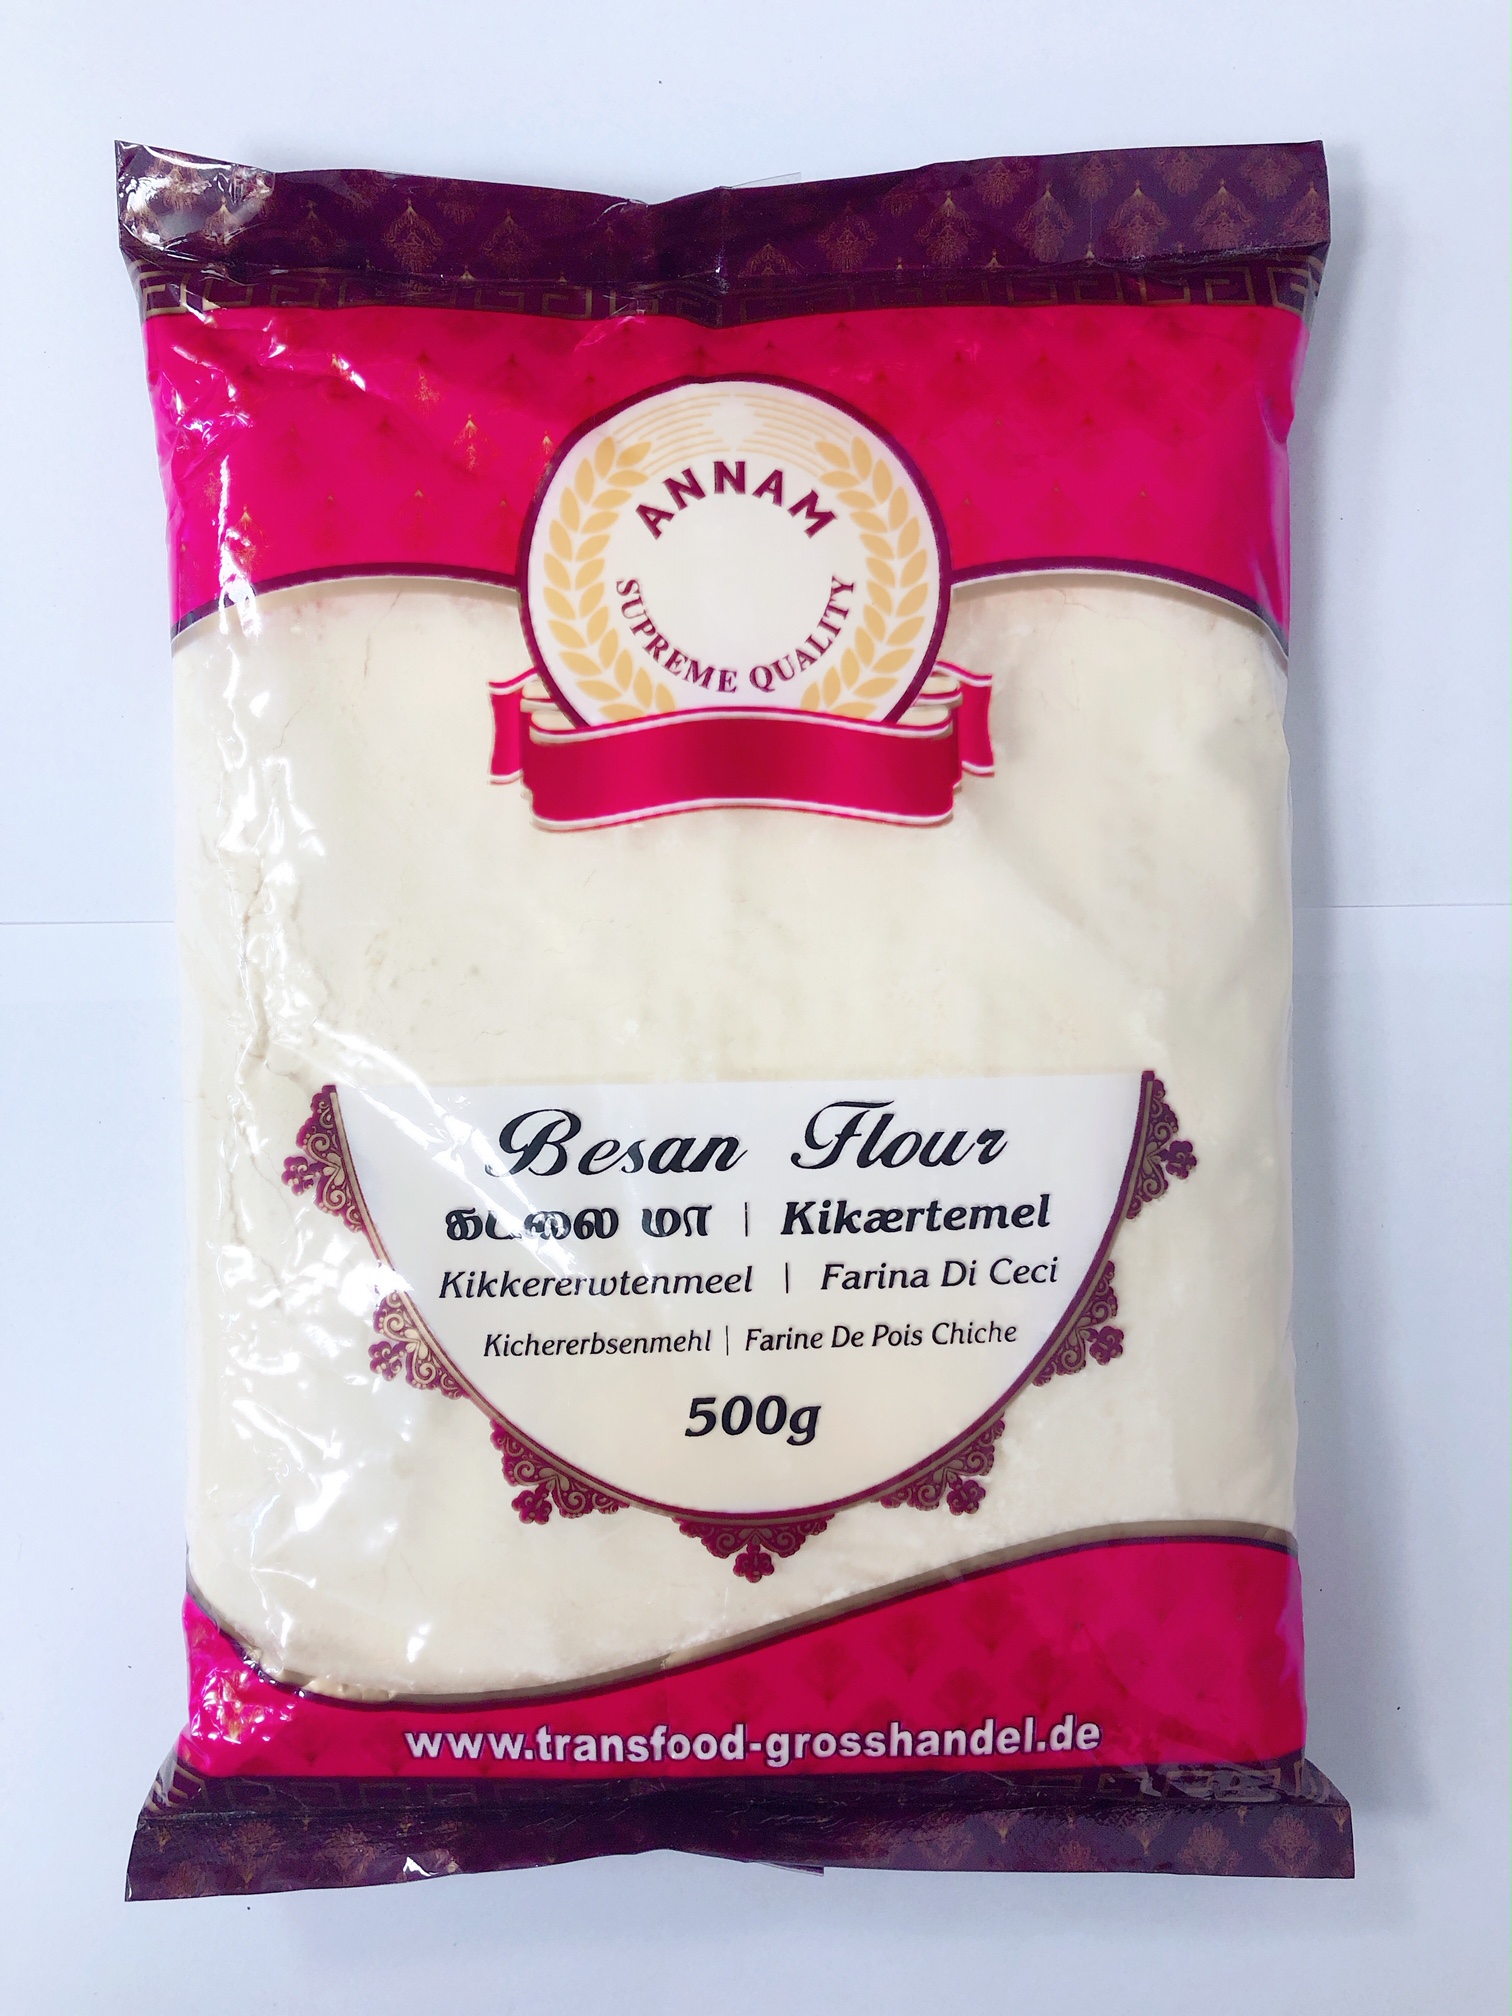 ANNAM
SUPREME QUALITY
Besan Flour
கடலை மா | Kikærtemel
Kikkererwtenmeel | Farina Di Ceci
Kichererbsenmehl | Farine De Pois Chiche
500g
www.transfood-grosshandel.de